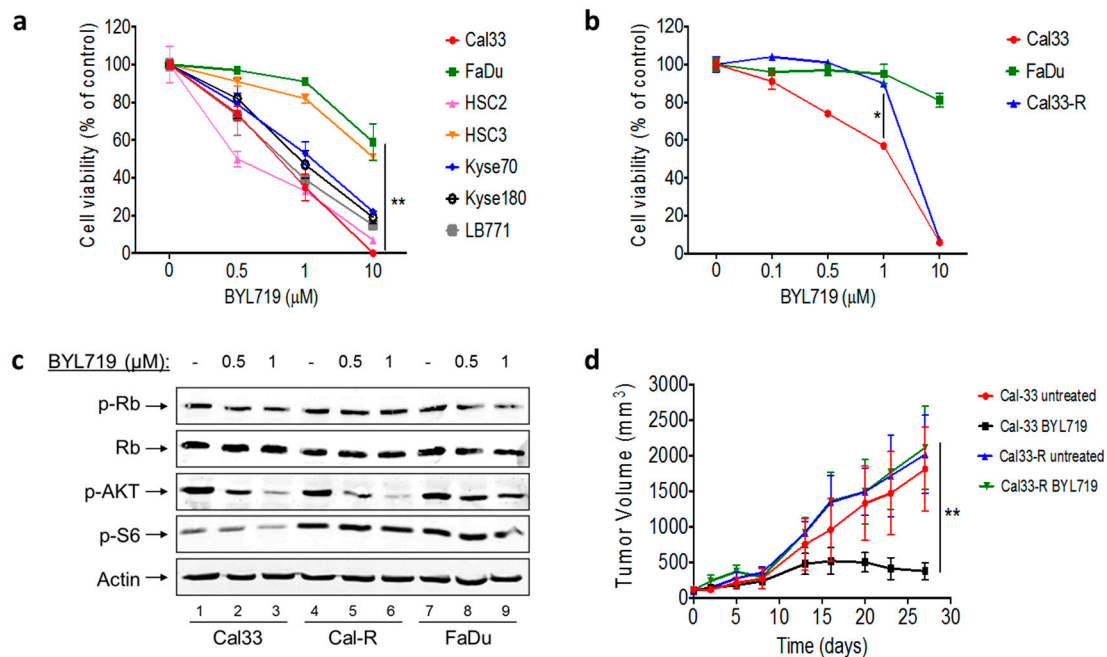 a
Cell viability (% of control)
120
100
80
60
40
20
0
0 0.5 1 10
BYL719 (µM)
**
Cal33
FaDu
HSC2
HSC3
Kyse70
Kyse180
LB771
b
Cell viability (% of control)
120
100
80
60
40
20
0
0 0.1 0.5 1 10
BYL719 (µM)
*
Cal33
FaDu
Cal33-R
c
BYL719 (µM): - 0.5 1 - 0.5 1 - 0.5 1
p-Rb
Rb
p-AKT
p-S6
Actin
1 2 3 4 5 6 7 8 9
Cal33 Cal-R FaDu
d
Tumor Volume (mm³)
3000
2500
2000
1500
1000
500
0
0 5 10 15 20 25 30
Time (days)
**
Cal-33 untreated
Cal-33 BYL719
Cal33-R untreated
Cal33-R BYL719